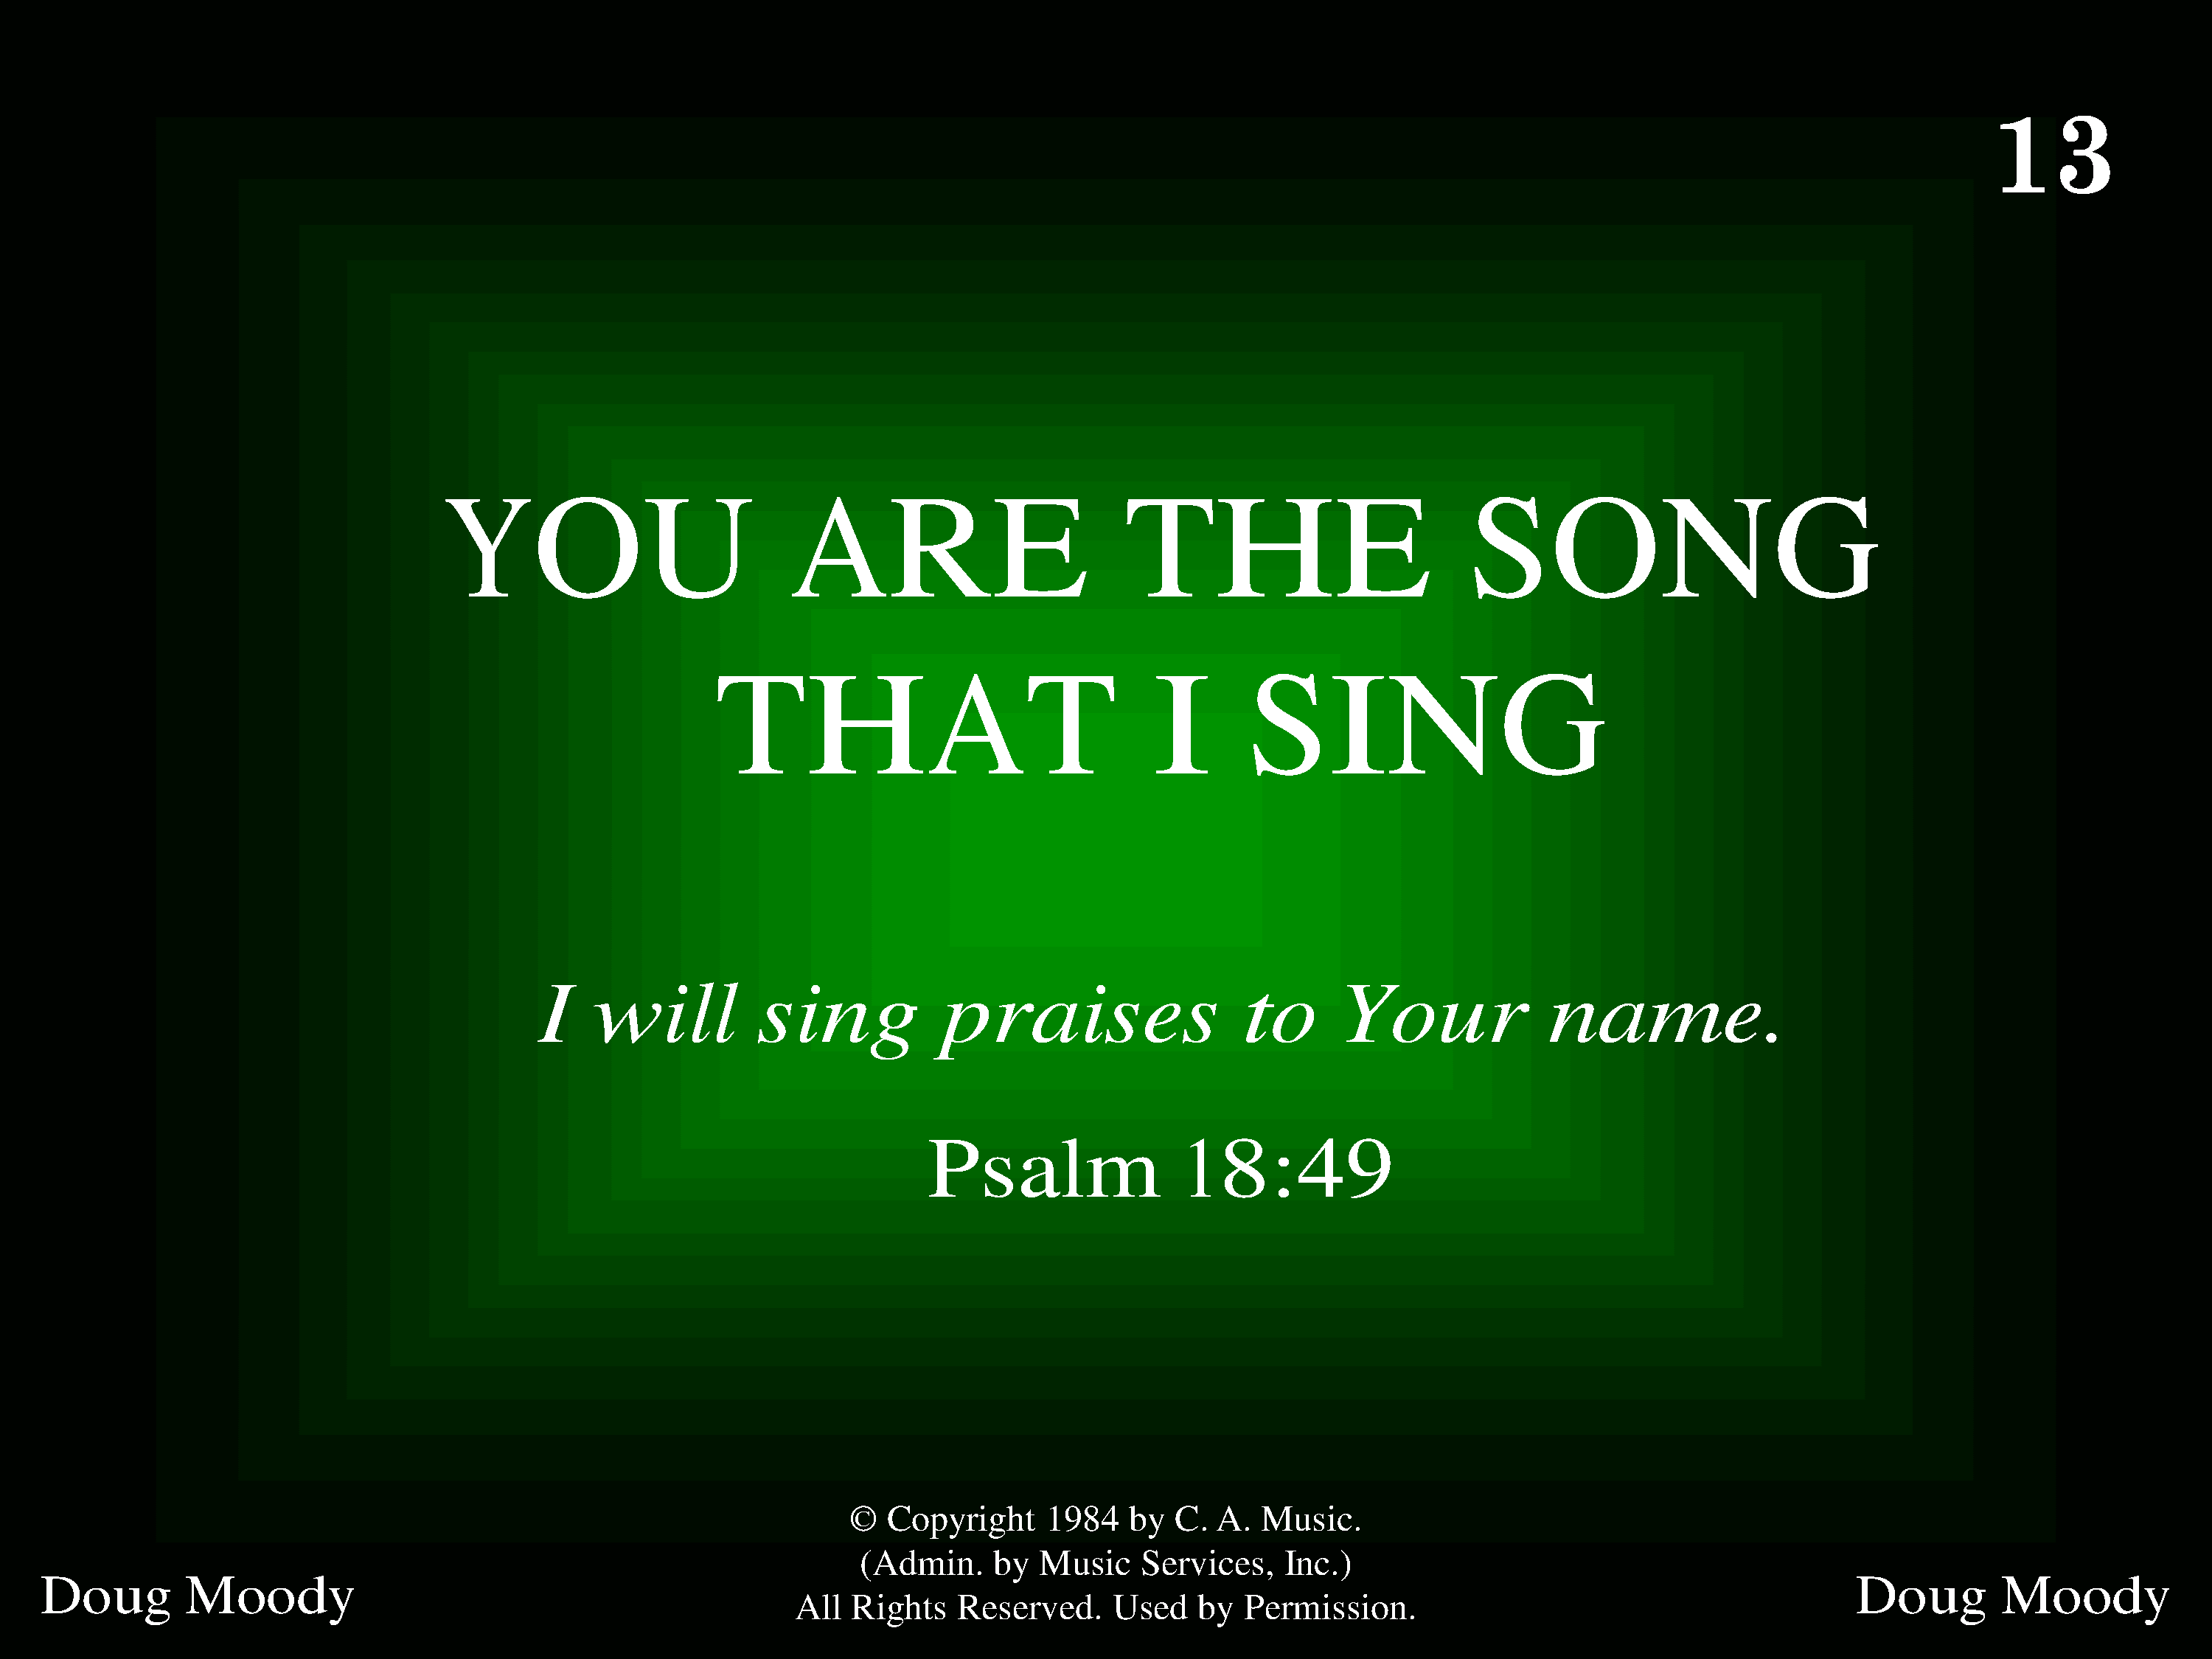 13
YOU ARE THE SONG
THAT I SING
I will sing praises to Your name.
Psalm 18:49
© Copyright 1984 by C. A. Music.
(Admin. by Music Services, Inc.)
All Rights Reserved. Used by Permission.
Doug Moody
Doug Moody